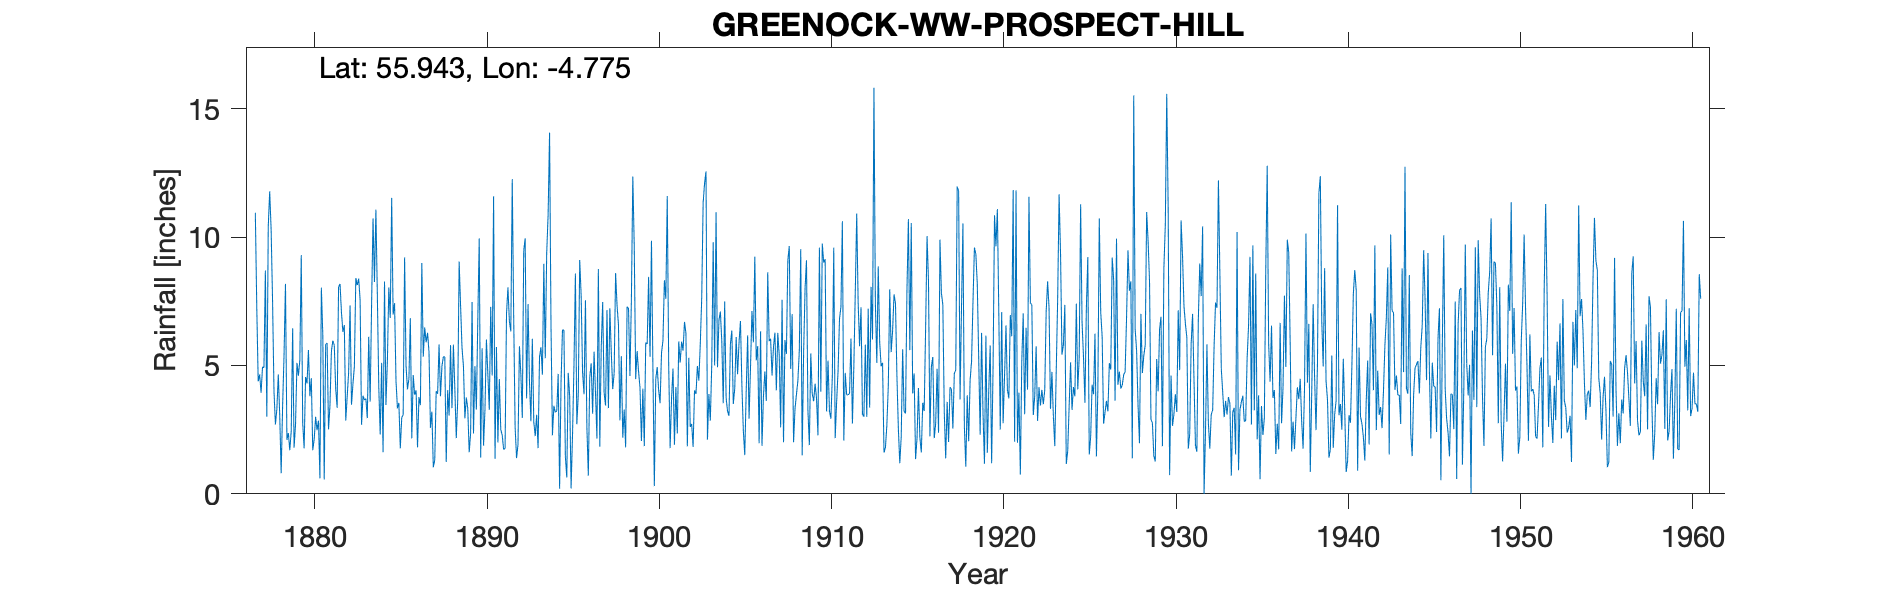 GREENOCK-WW-PROSPECT-HILL
Lat: 55.943, Lon: -4.775
15
10
5
0
Rainfall [inches]
1880 1890 1900 1910 1920 1930 1940 1950 1960
Year